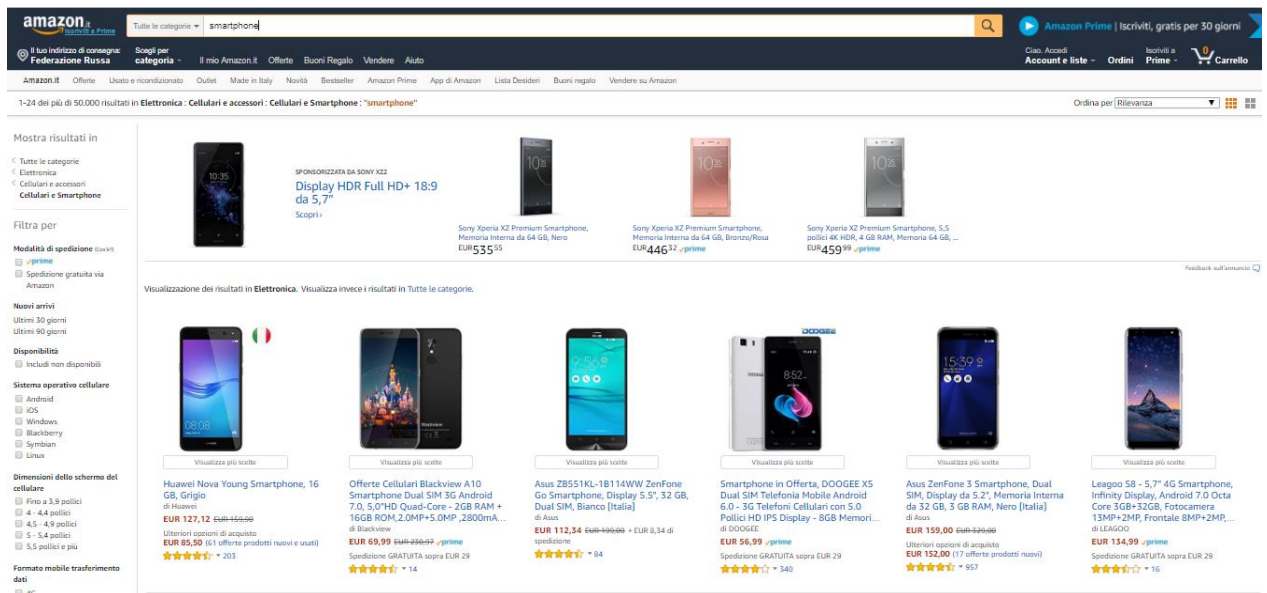 amazon.it
Iscriviti a Prime
Tutte le categorie
smartphone
Amazon Prime | Iscriviti, gratis per 30 giorni
Il tuo indirizzo di consegna:
Federazione Russa
Scegli per
categoria
Il mio Amazon.it Offerte Buoni Regalo Vendere Aiuto
Ciao. Accedi
Account e liste
Ordini
Iscriviti a
Prime
0
Carrello
Amazon.it Offerte Usato e ricondizionato Outlet Made in Italy Novità Bestseller Amazon Prime App di Amazon Lista Desideri Buoni regalo Vendere su Amazon
1-24 dei più di 50.000 risultati in Elettronica : Cellulari e accessori : Cellulari e Smartphone : "smartphone"
Ordina per Rilevanza
Mostra risultati in
Tutte le categorie
Elettronica
Cellulari e accessori
Cellulari e Smartphone
Filtra per
Modalità di spedizione
prime
Spedizione gratuita via
Amazon
Nuovi arrivi
Ultimi 30 giorni
Ultimi 90 giorni
Disponibilità
Includi non disponibili
Sistema operativo cellulare
Android
iOS
Windows
Blackberry
Symbian
Linux
Dimensioni dello schermo del
cellulare
Fino a 3,9 pollici
4 - 4,4 pollici
4,5 - 4,9 pollici
5 - 5,4 pollici
5,5 pollici e più
Formato mobile trasferimento
dati
10:35
SPONSORIZZATA DA SONY XZ2
Display HDR Full HD+ 18:9
da 5,7”
Scopri ›
Sony Xperia XZ Premium Smartphone,
Memoria Interna da 64 GB, Nero
EUR 535 55
Sony Xperia XZ Premium Smartphone,
Memoria Interna da 64 GB, Bronzo/Rosa
EUR 446 32 prime
Sony Xperia XZ Premium Smartphone, 5,5
pollici 4K HDR, 4 GB RAM, Memoria 64 GB, ...
EUR 459 99 prime
Feedback sull'annuncio
Visualizzazione dei risultati in Elettronica. Visualizza invece i risultati in Tutte le categorie.
08:08
Visualizza più scelte
Huawei Nova Young Smartphone, 16
GB, Grigio
di Huawei
EUR 127,12 EUR 159,90
Ulteriori opzioni di acquisto
EUR 85,50 (61 offerte prodotti nuovi e usati)
203
Blackview
Visualizza più scelte
Offerte Cellulari Blackview A10
Smartphone Dual SIM 3G Android
7.0, 5,0"HD Quad-Core - 2GB RAM +
16GB ROM,2.0MP+5.0MP ,2800mA...
di Blackview
EUR 69,99 EUR 230,97 prime
Spedizione GRATUITA sopra EUR 29
14
Visualizza più scelte
Asus ZB551KL-1B114WW ZenFone
Go Smartphone, Display 5.5", 32 GB,
Dual SIM, Bianco [Italia]
di Asus
EUR 112,34 EUR 199,00 + EUR 8,34 di
spedizione
84
DOOGEE
8:52
Visualizza più scelte
Smartphone in Offerta, DOOGEE X5
Dual SIM Telefonia Mobile Android
6.0 - 3G Telefoni Cellulari con 5.0
Pollici HD IPS Display - 8GB Memori...
di DOOGEE
EUR 56,99 prime
Spedizione GRATUITA sopra EUR 29
340
15:39
Visualizza più scelte
Asus ZenFone 3 Smartphone, Dual
SIM, Display da 5.2", Memoria Interna
da 32 GB, 3 GB RAM, Nero [Italia]
di Asus
EUR 159,00 EUR 329,00
Ulteriori opzioni di acquisto
EUR 152,00 (17 offerte prodotti nuovi)
957
Visualizza più scelte
Leagoo S8 - 5,7" 4G Smartphone,
Infinity Display, Android 7.0 Octa
Core 3GB+32GB, Fotocamera
13MP+2MP, Frontale 8MP+2MP,...
di LEAGOO
EUR 134,99 prime
Spedizione GRATUITA sopra EUR 29
16